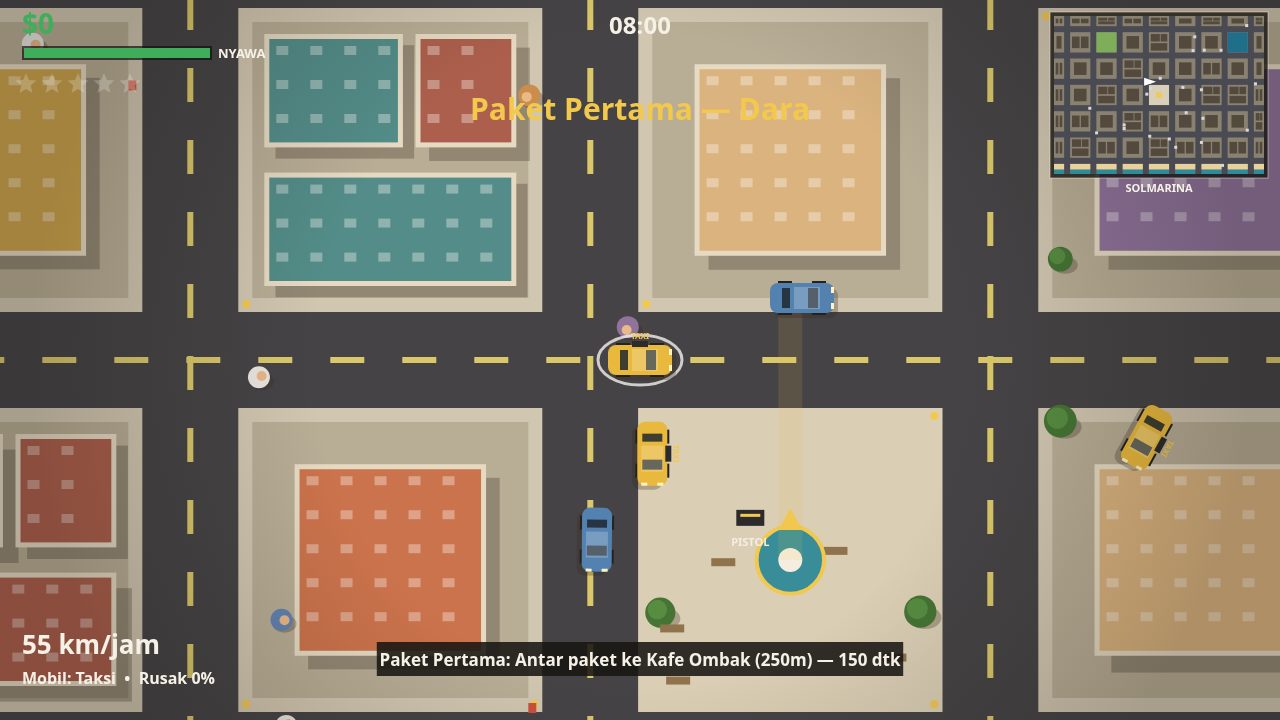 $0
08:00
NYAWA
Paket Pertama — Dara
SOLMARINA
TAXI
PISTOL
55 km/jam
Paket Pertama: Antar paket ke Kafe Ombak (250m) — 150 dtk
Mobil: Taksi • Rusak 0%